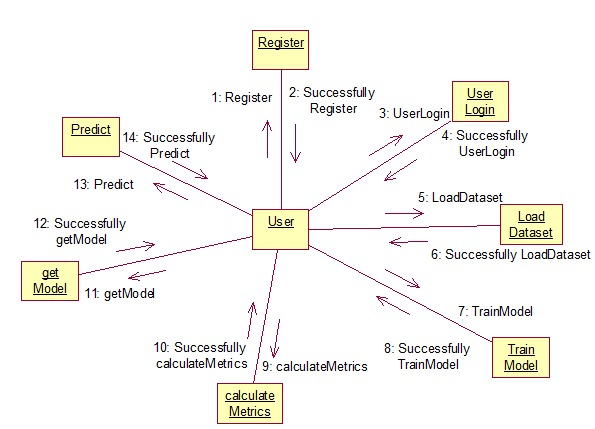 Register
1: Register
2: Successfully
Register
User
Login
3: UserLogin
4: Successfully
UserLogin
Predict
14: Successfully
Predict
13: Predict
User
5: LoadDataset
Load
Dataset
6: Successfully LoadDataset
12: Successfully
getModel
get
Model
11: getModel
7: TrainModel
8: Successfully
TrainModel
Train
Model
10: Successfully
calculateMetrics
9: calculateMetrics
calculate
Metrics